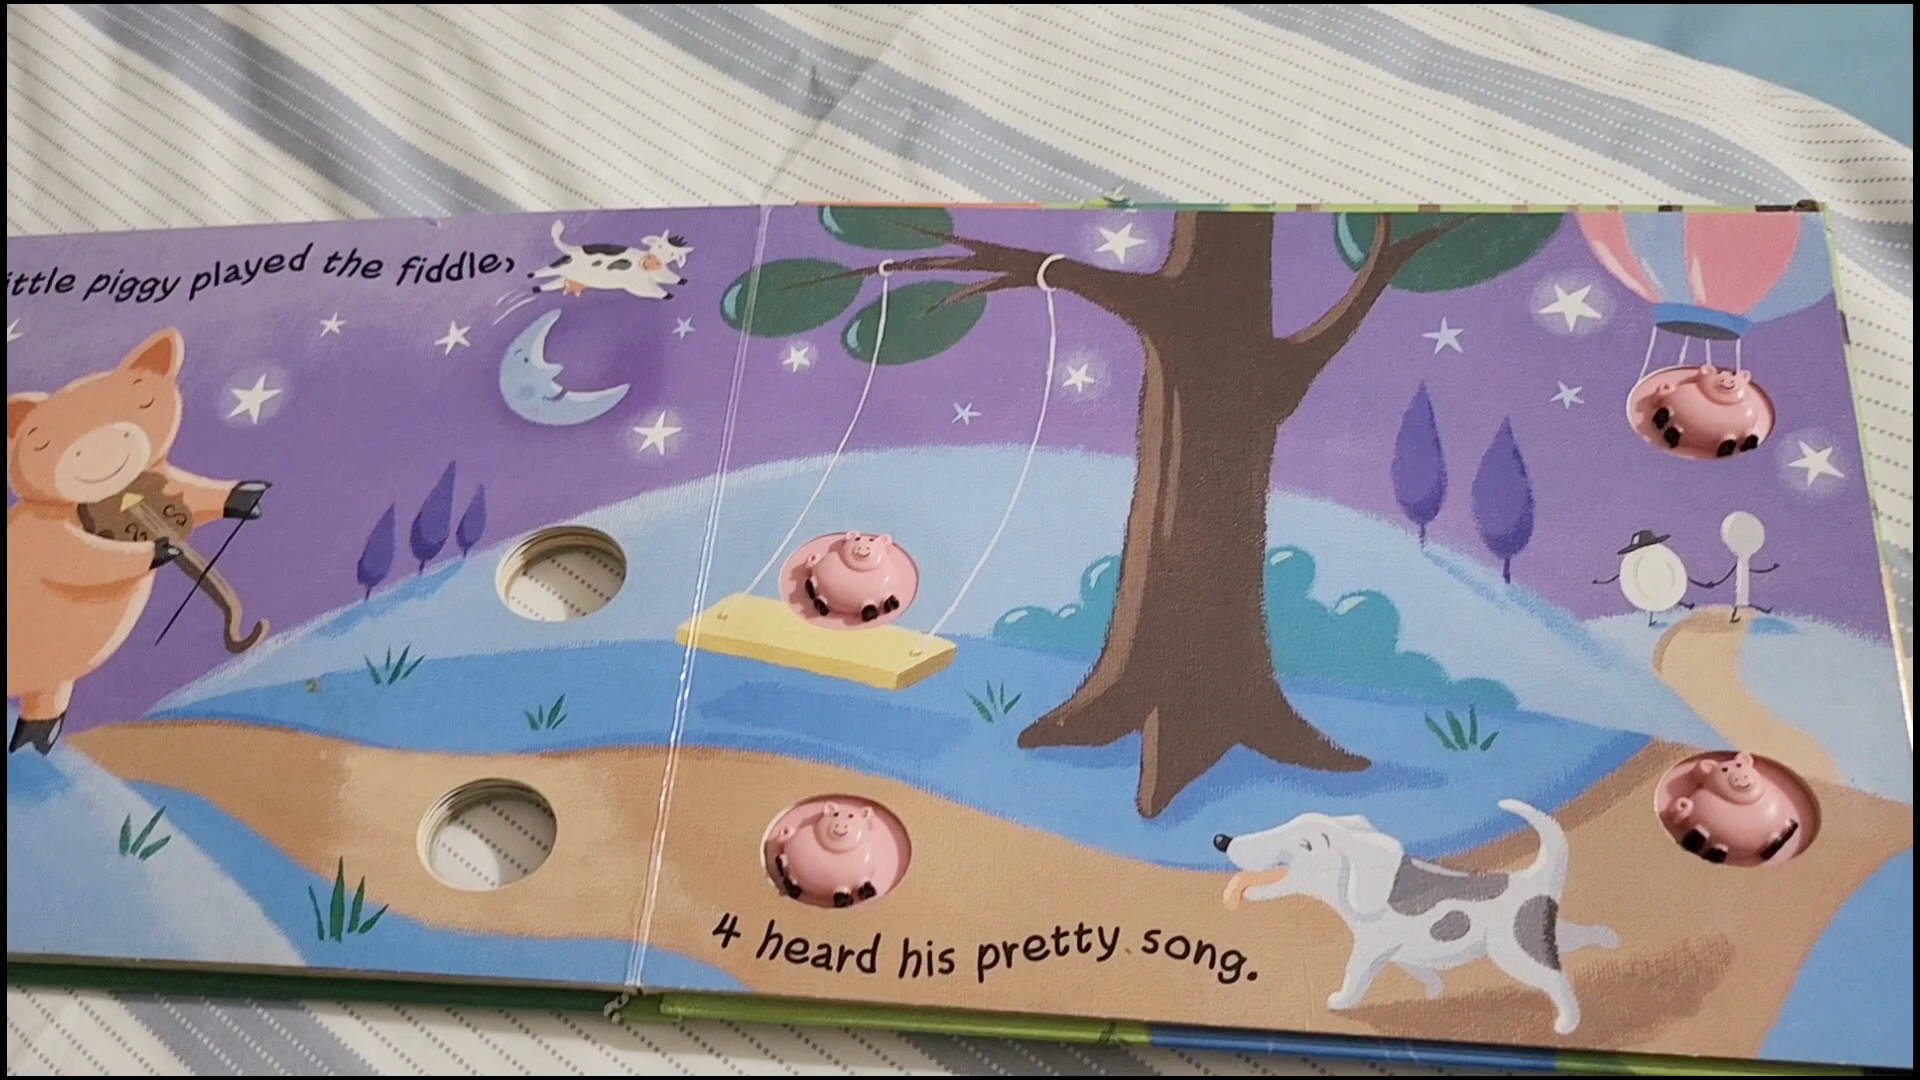 ittle piggy played the fiddle,
4 heard his pretty song.